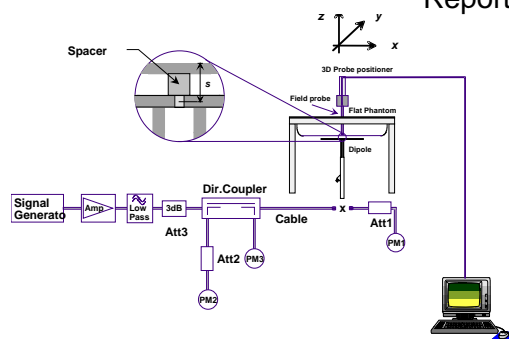 Report
z
y
x
Spacer
s
3D Probe positioner
Field probe
Flat Phantom
Dipole
Signal
Generato
Amp
Low
Pass
3dB
Att3
Dir.Coupler
Cable
x
Att1
PM1
Att2
PM3
PM2